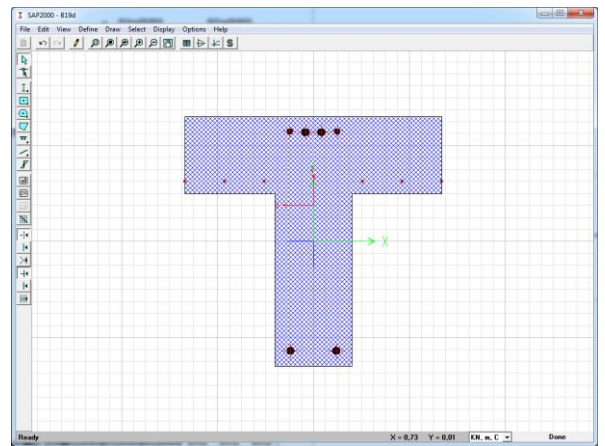 SAP2000 - B19d
File Edit View Define Draw Select Display Options Help
X
Ready
X = 0,73 Y = 0,01 KN, m, C Done